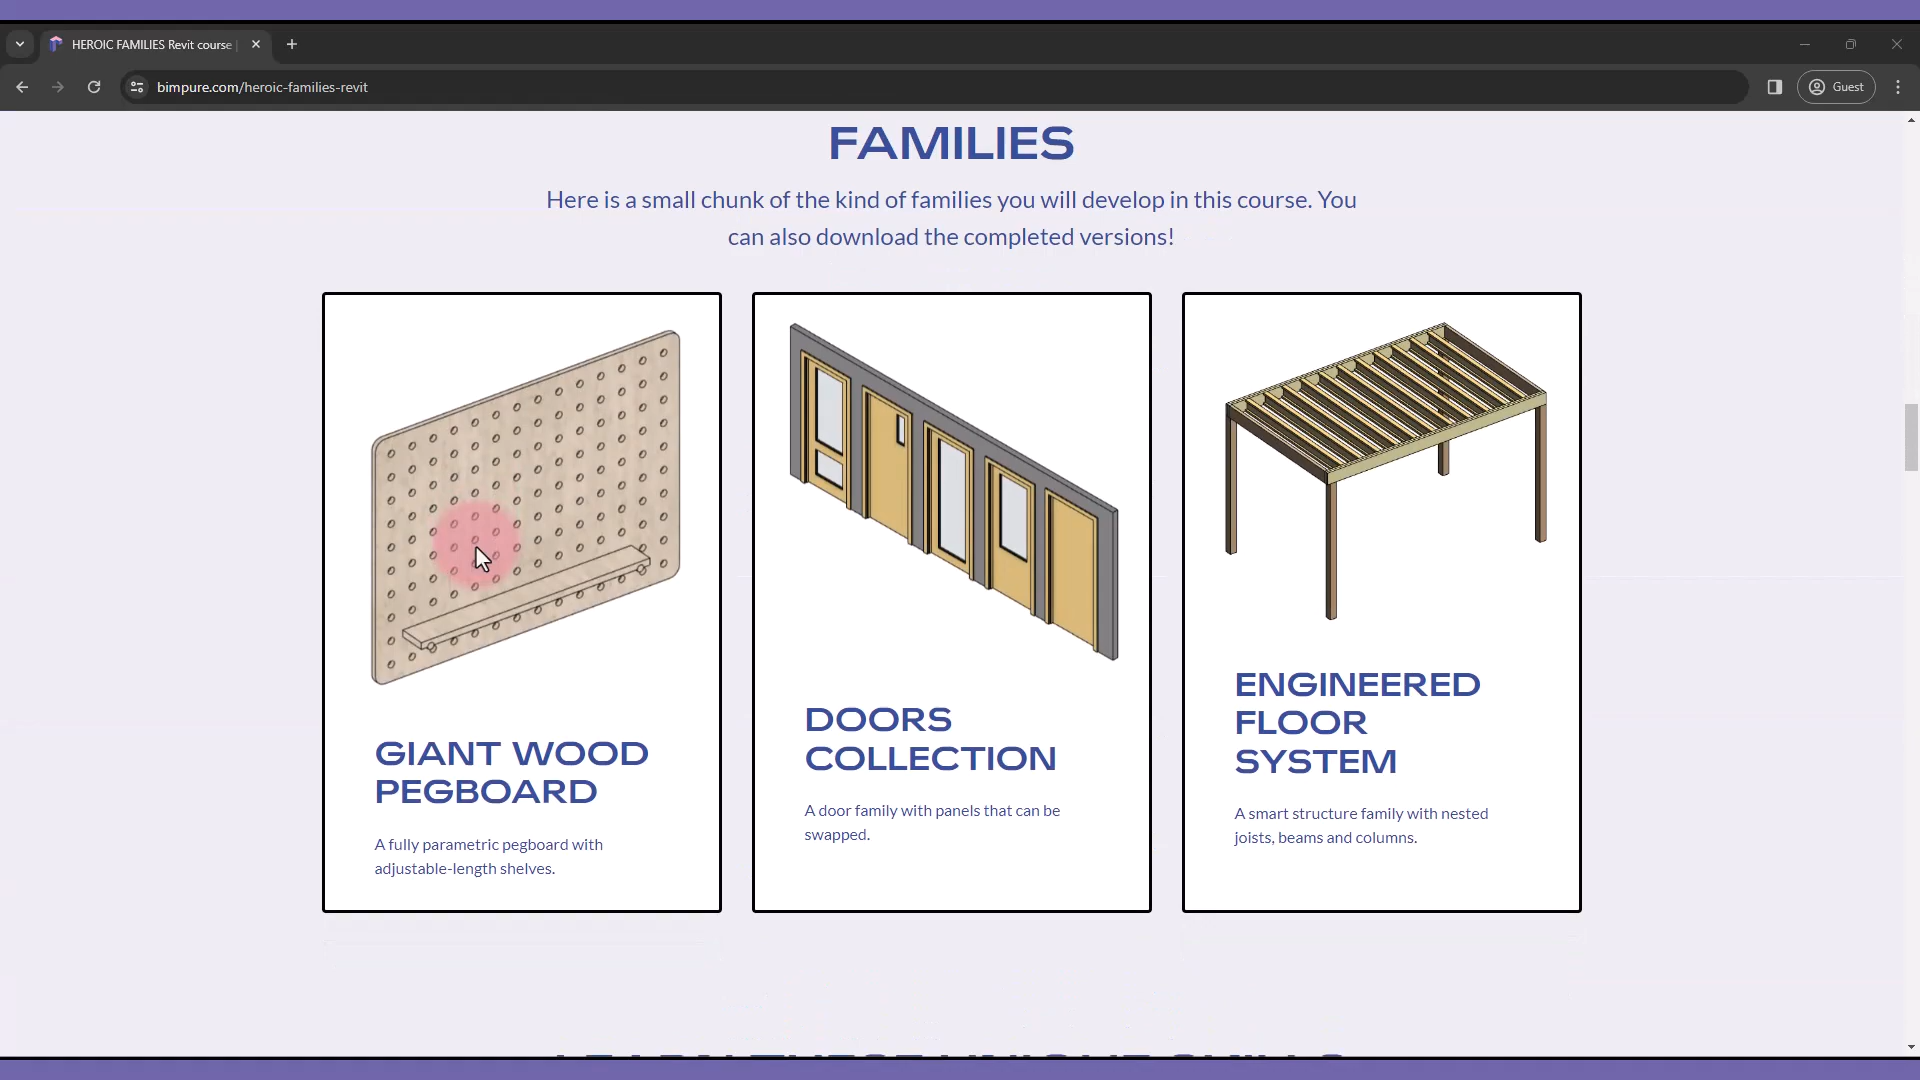 HEROIC FAMILIES Revit course |
bimpure.com/heroic-families-revit
Guest
FAMILIES
Here is a small chunk of the kind of families you will develop in this course. You
can also download the completed versions!
GIANT WOOD
PEGBOARD
A fully parametric pegboard with
adjustable-length shelves.
DOORS
COLLECTION
A door family with panels that can be
swapped.
ENGINEERED
FLOOR
SYSTEM
A smart structure family with nested
joists, beams and columns.